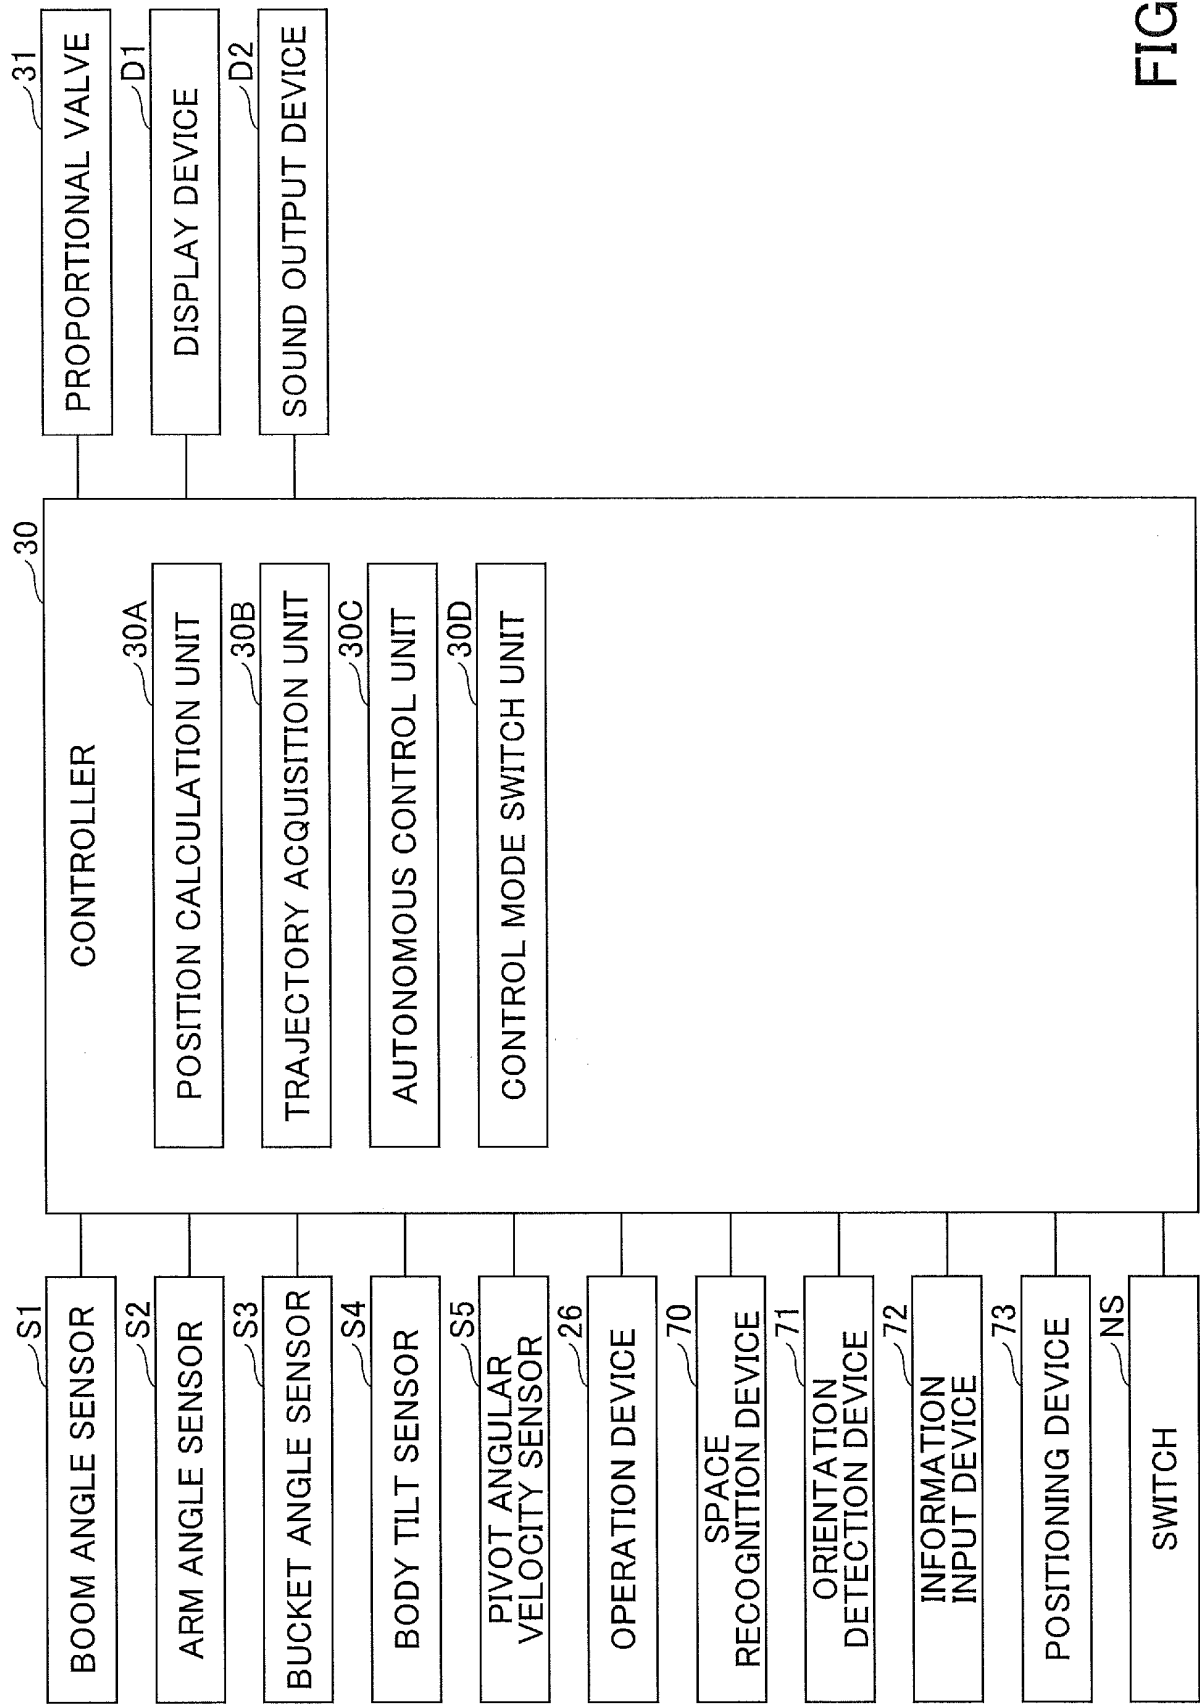 S1
BOOM ANGLE SENSOR
S2
ARM ANGLE SENSOR
S3
BUCKET ANGLE SENSOR
S4
BODY TILT SENSOR
S5
PIVOT ANGULAR
VELOCITY SENSOR
26
OPERATION DEVICE
70
SPACE
RECOGNITION DEVICE
71
ORIENTATION
DETECTION DEVICE
72
INFORMATION
INPUT DEVICE
73
POSITIONING DEVICE
NS
SWITCH
30
CONTROLLER
30A
POSITION CALCULATION UNIT
30B
TRAJECTORY ACQUISITION UNIT
30C
AUTONOMOUS CONTROL UNIT
30D
CONTROL MODE SWITCH UNIT
31
PROPORTIONAL VALVE
D1
DISPLAY DEVICE
D2
SOUND OUTPUT DEVICE
FIG